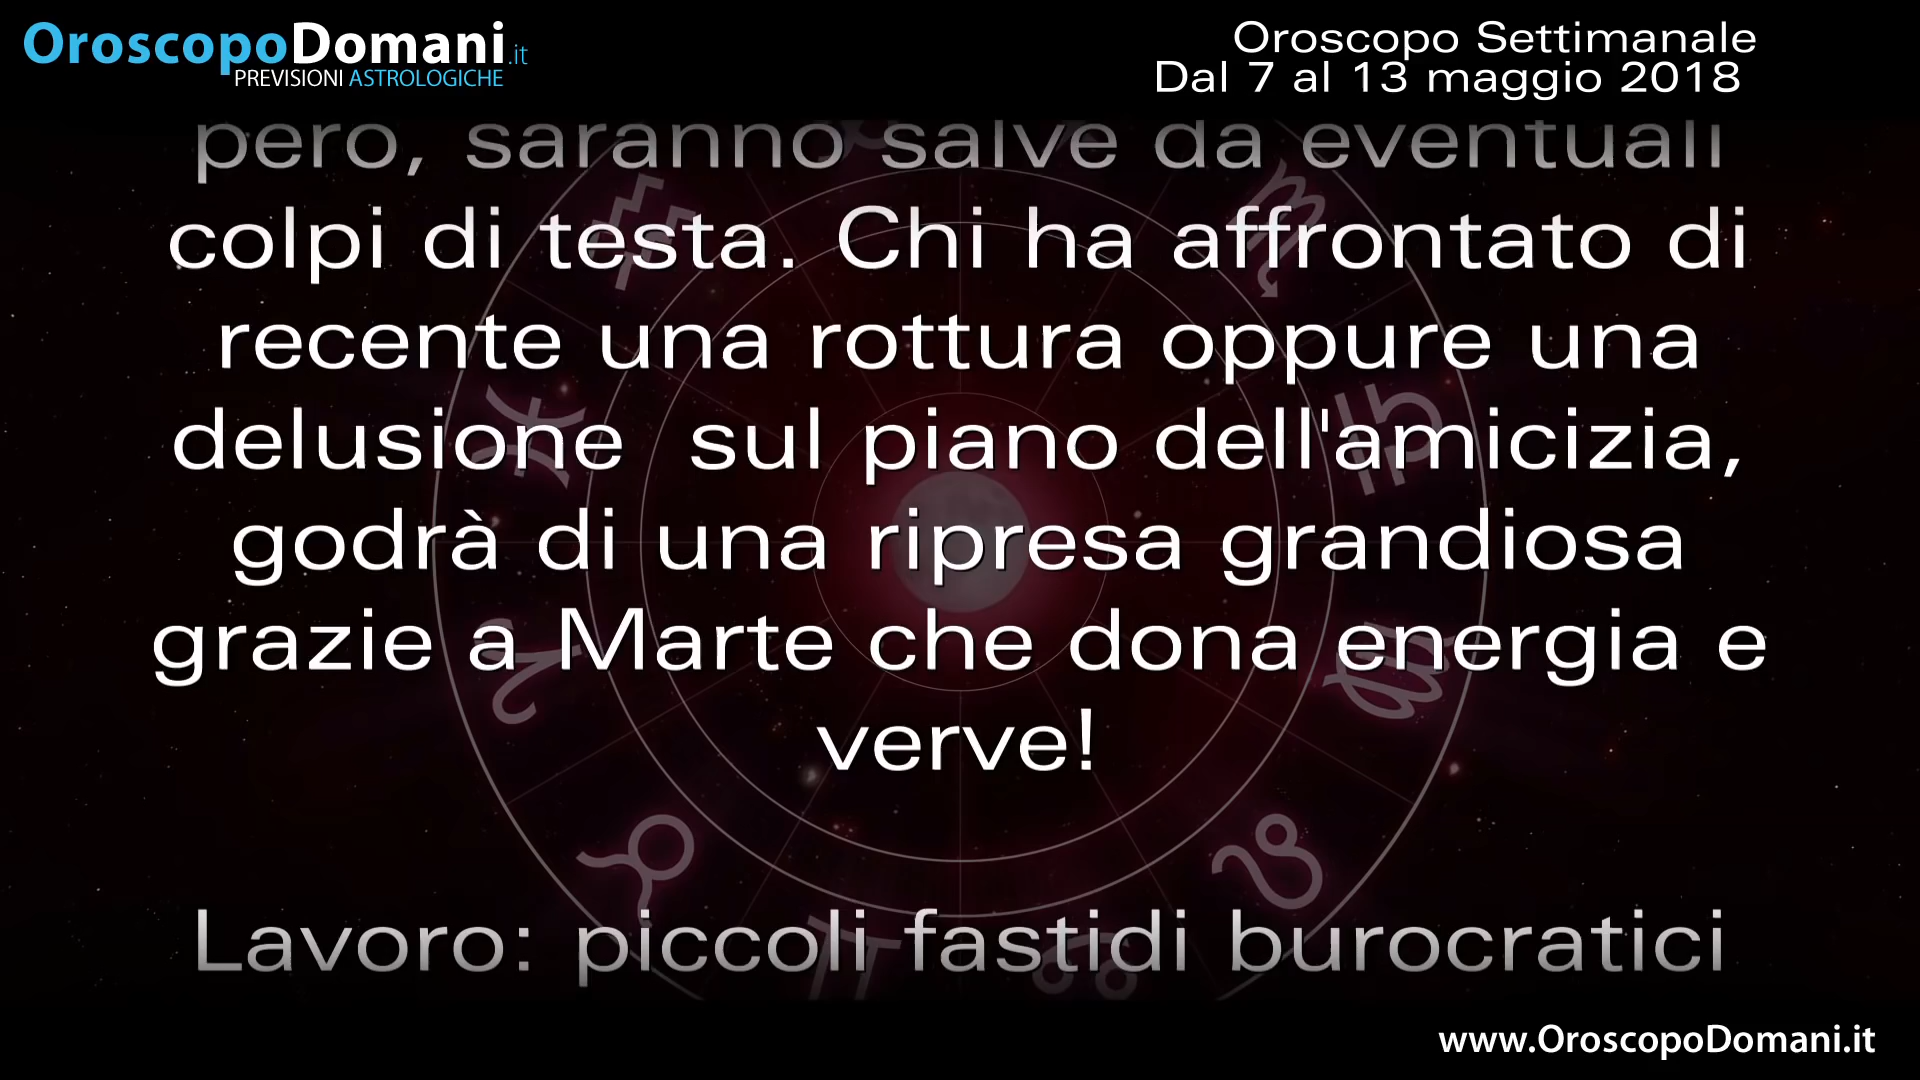 OroscopoDomani.it
PREVISIONI ASTROLOGICHE
Oroscopo Settimanale
Dal 7 al 13 maggio 2018
però, saranno salve da eventuali
colpi di testa. Chi ha affrontato di
recente una rottura oppure una
delusione  sul piano dell'amicizia,
godrà di una ripresa grandiosa
grazie a Marte che dona energia e
verve!
Lavoro: piccoli fastidi burocratici
www.OroscopoDomani.it